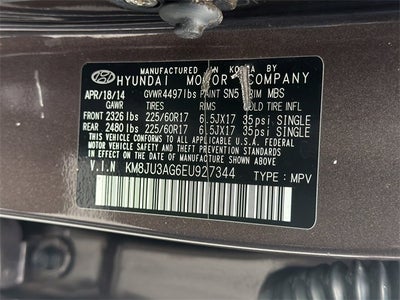 MANUFACTURED IN KOREA BY
HYUNDAI MOTOR COMPANY
APR/18/14 GVWR4497lbs PAINT SN5 TRIM MBS
GAWR TIRES RIMS COLD TIRE INFL
FRONT 2326 lbs 225/60R17 6.5JX17 35psi SINGLE
REAR 2480 lbs 225/60R17 6.5JX17 35psi SINGLE
THIS VEHICLE CONFORMS TO ALL APPLICABLE U.S.A FEDERAL
MOTOR VEHICLE SAFETY
STANDARDS IN EFFECT ON THE DATE OF MANUFACTURE SHOWN ABOVE.
V.I.N KM8JU3AG6EU927344 TYPE: MPV